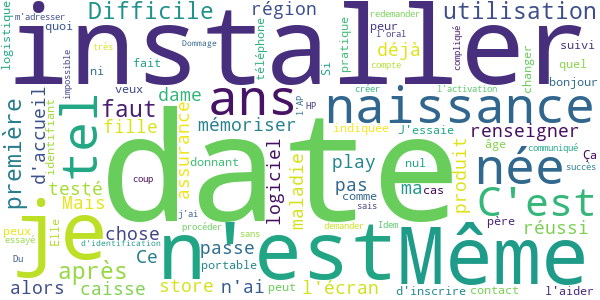 logistique
m'adresser
quoi
très
Dommage
Difficile
région
téléphone
peur
redemander
l'oral
compte
compliqué
utilisation
installer
impossible
ni
fait
veux
Si
pratique
déjà
changer
suivi
quel
bonjour
première
d'accueil
identifiant
tel
faut
dame
ans
l'AP
HP
créer
l'activation
naissance
fille
mémoriser
indiquée
J'essaie
renseigner
communiqué
Ça
succès
testé
Mais
assurance
donnant
logiciel
maladie
play
nul
âge
née
date
coup
pas
comme
sais
ma
cas
produit
C'est
père
réussi
je
peux
essayé
Elle
chose
d'identification
j'ai
procéder
passe
sans
demander
Idem
n'est
Même
Du
Ce
portable
alors
après
caisse
store
n'ai
peut
l'écran
d'inscrire
contact
l'aider